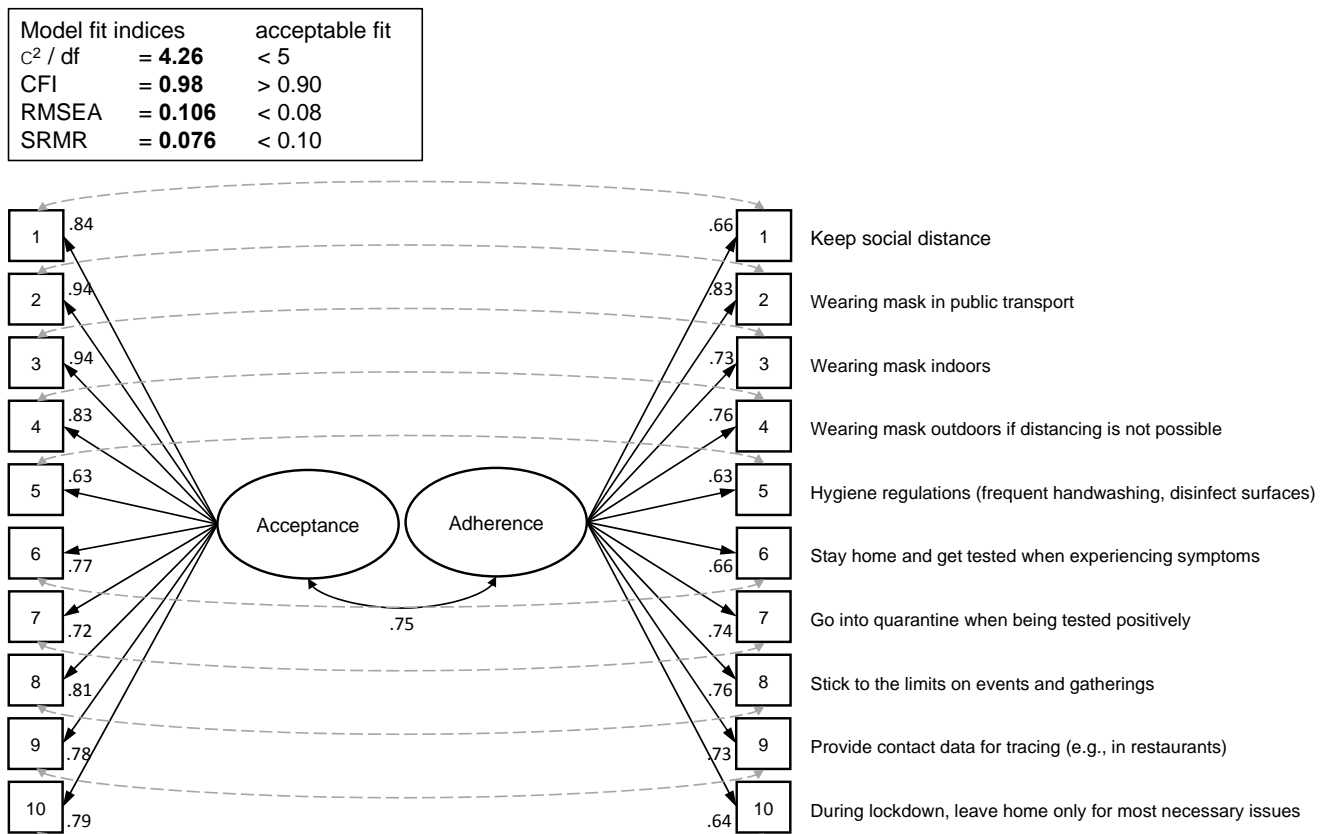 Model fit indices acceptable fit
c² / df = 4.26 < 5
CFI = 0.98 > 0.90
RMSEA = 0.106 < 0.08
SRMR = 0.076 < 0.10
1 .84 .66 1 Keep social distance
2 .94 .83 2 Wearing mask in public transport
3 .94 .73 3 Wearing mask indoors
4 .83 .76 4 Wearing mask outdoors if distancing is not possible
5 .63 .63 5 Hygiene regulations (frequent handwashing, disinfect surfaces)
Acceptance Adherence
6 .77 .66 6 Stay home and get tested when experiencing symptoms
.75
7 .72 .74 7 Go into quarantine when being tested positively
8 .81 .76 8 Stick to the limits on events and gatherings
9 .78 .73 9 Provide contact data for tracing (e.g., in restaurants)
10 .79 .64 10 During lockdown, leave home only for most necessary issues